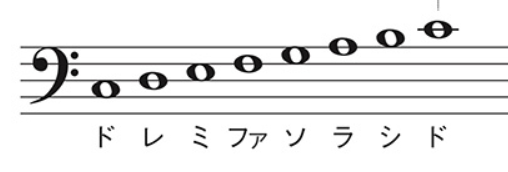 ド レ ミ ファ ソ ラ シ ド